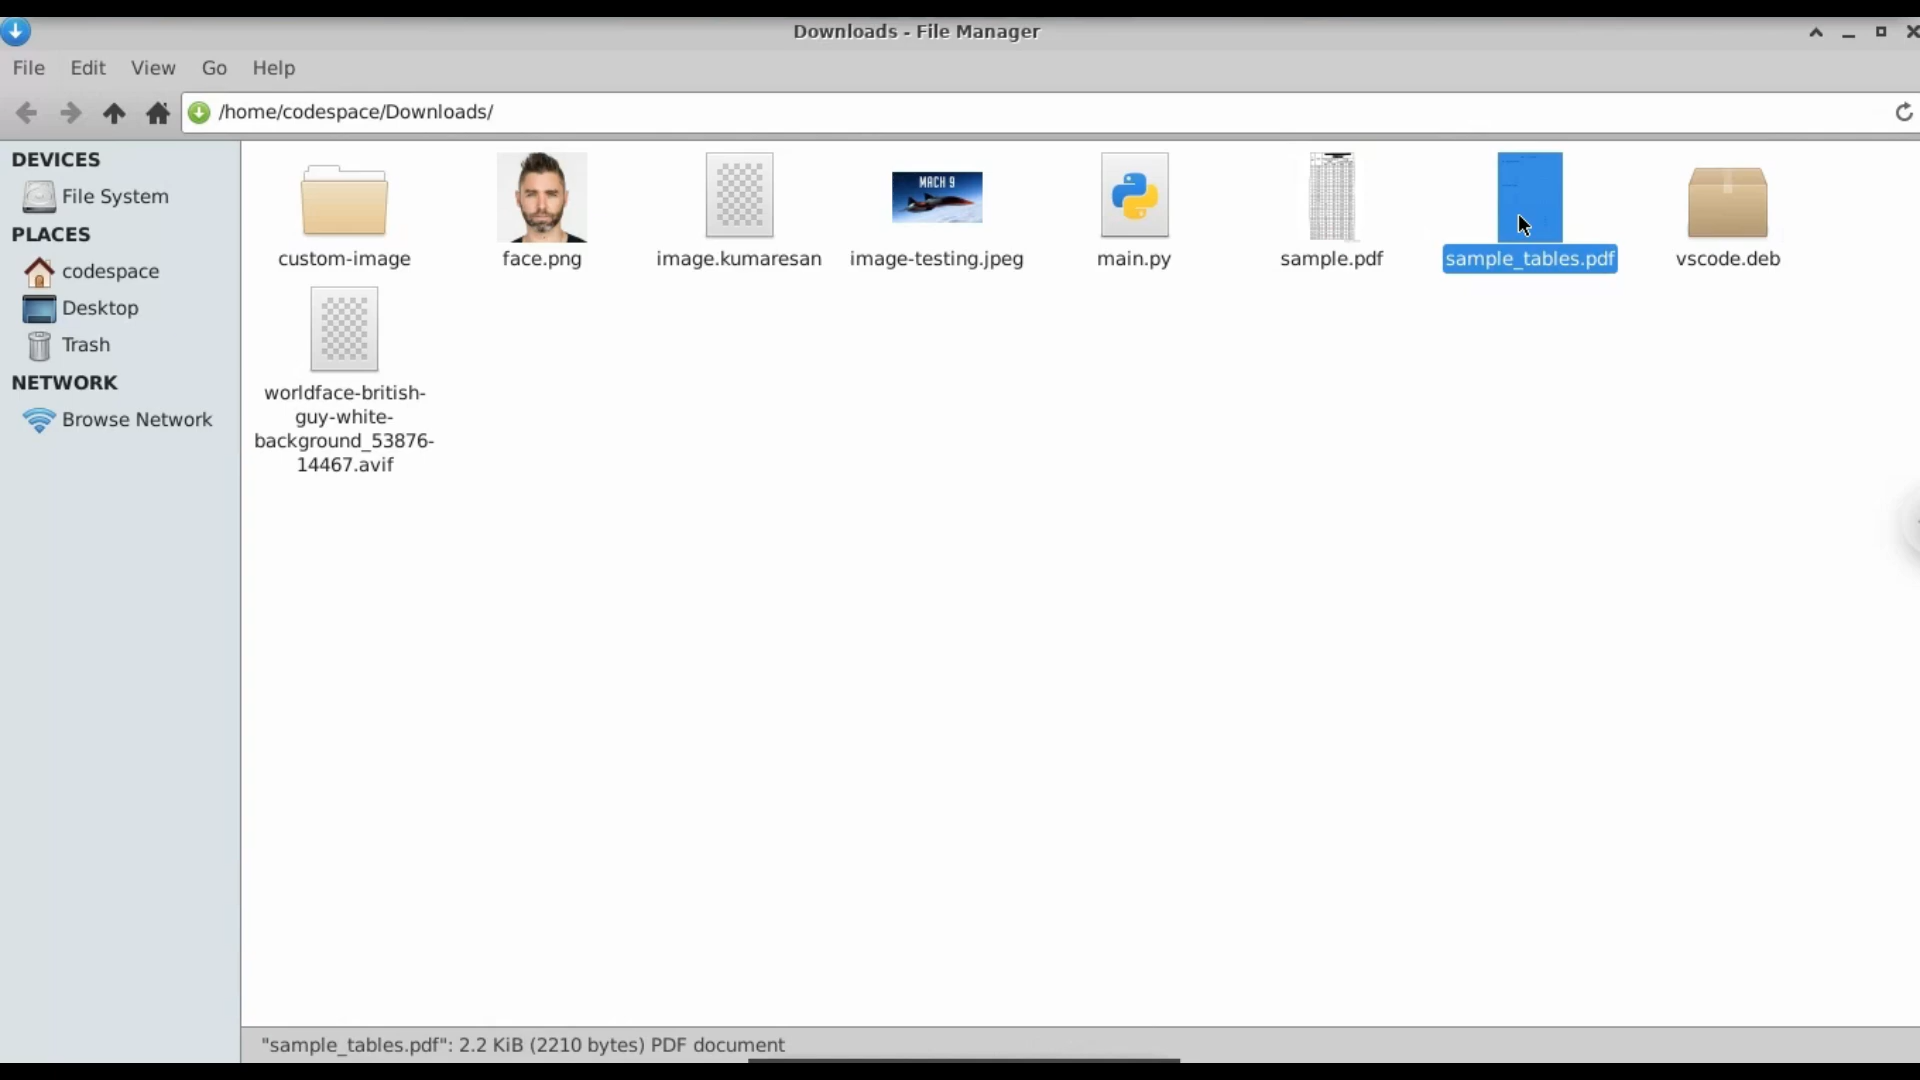 Downloads - File Manager
File Edit View Go Help
/home/codespace/Downloads/
DEVICES
File System
PLACES
codespace
Desktop
Trash
NETWORK
Browse Network
MACH 9
custom-image face.png image.kumaresan image-testing.jpeg main.py sample.pdf sample_tables.pdf vscode.deb
worldface-british-
guy-white-
background_53876-
14467.avif
"sample_tables.pdf": 2.2 KiB (2210 bytes) PDF document